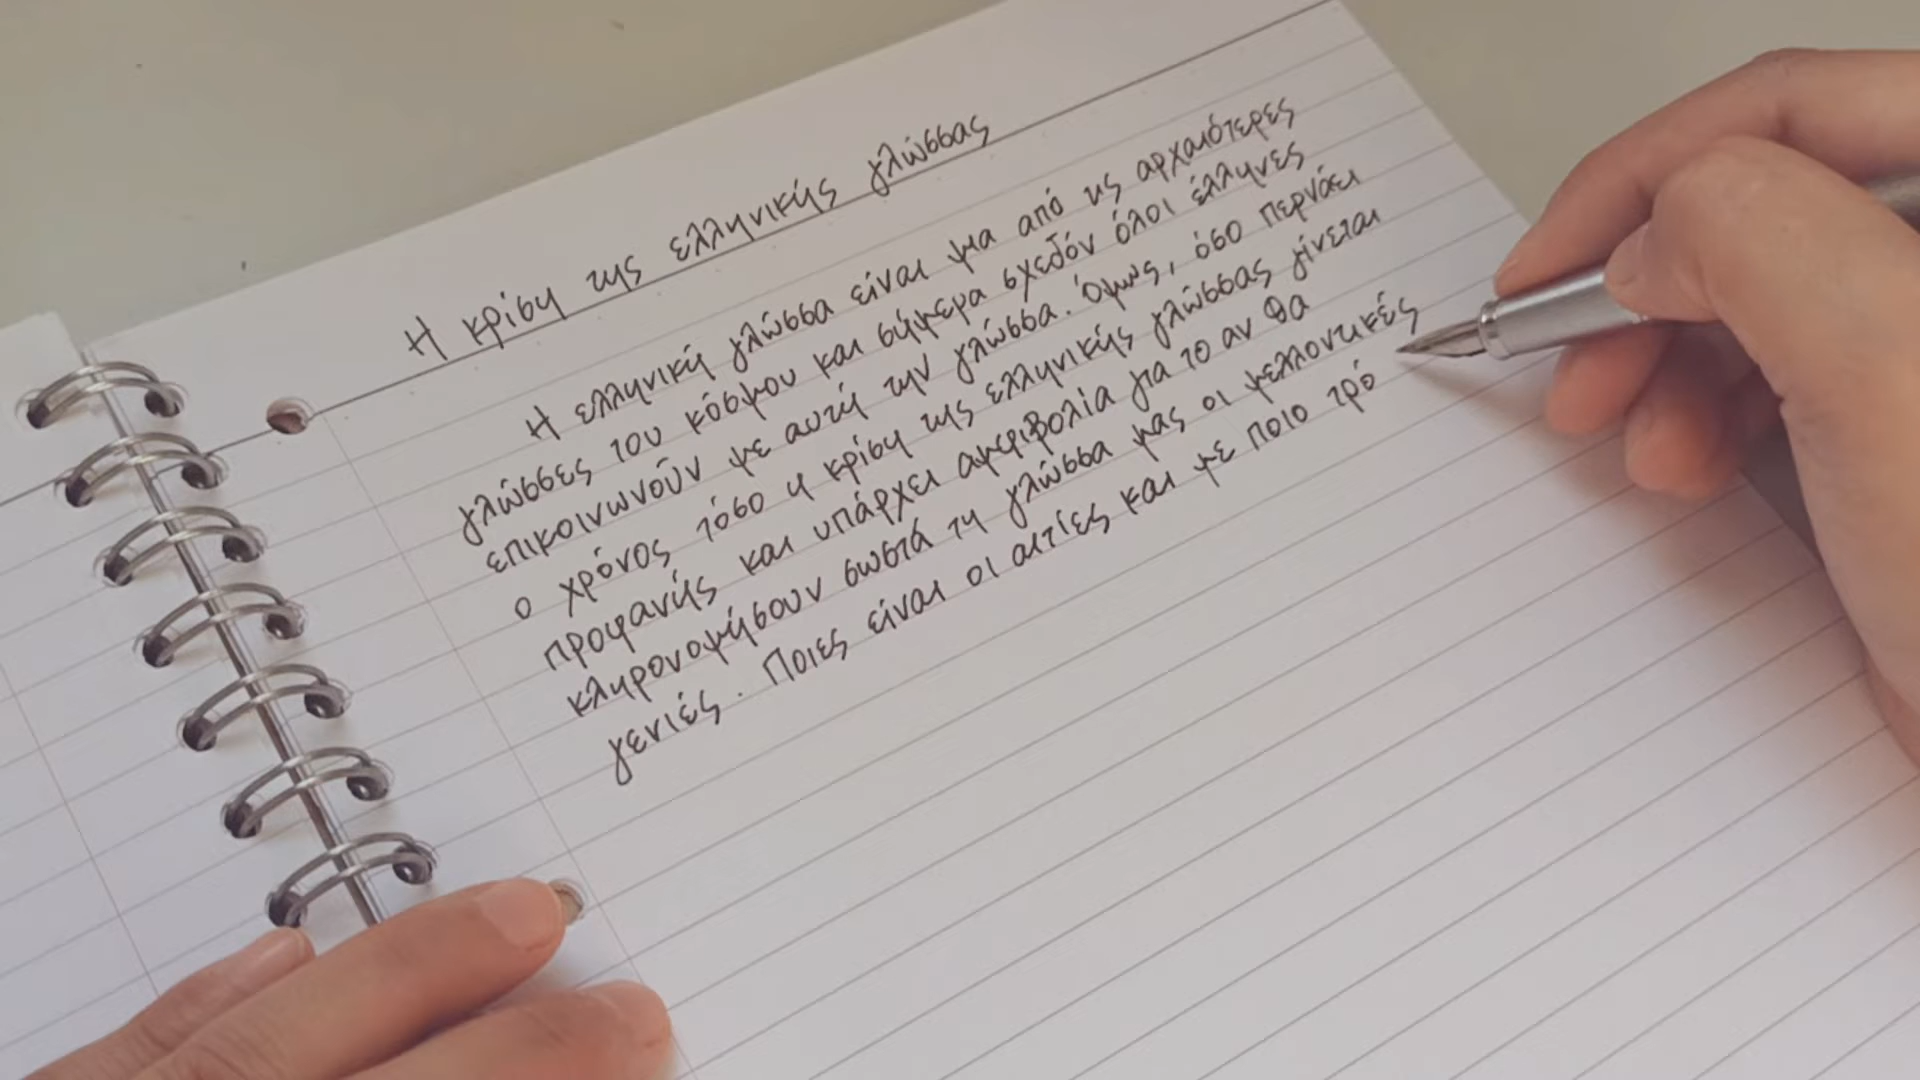 Η κρίση της ελληνικής γλώσσας
Η ελληνική γλώσσα είναι μια από τις αρχαιότερες
γλώσσες του κόσμου και σήμερα σχεδόν όλοι έλληνες
επικοινωνούν με αυτή την γλώσσα. Όμως, όσο περνάει
ο χρόνος τόσο η κρίση της ελληνικής γλώσσας γίνεται
προφανής και υπάρχει αμφιβολία για το αν θα
κληρονομήσουν σωστά τη γλώσσα μας οι μελλοντικές
γενιές. Ποιες είναι οι αιτίες και με ποιο τρό